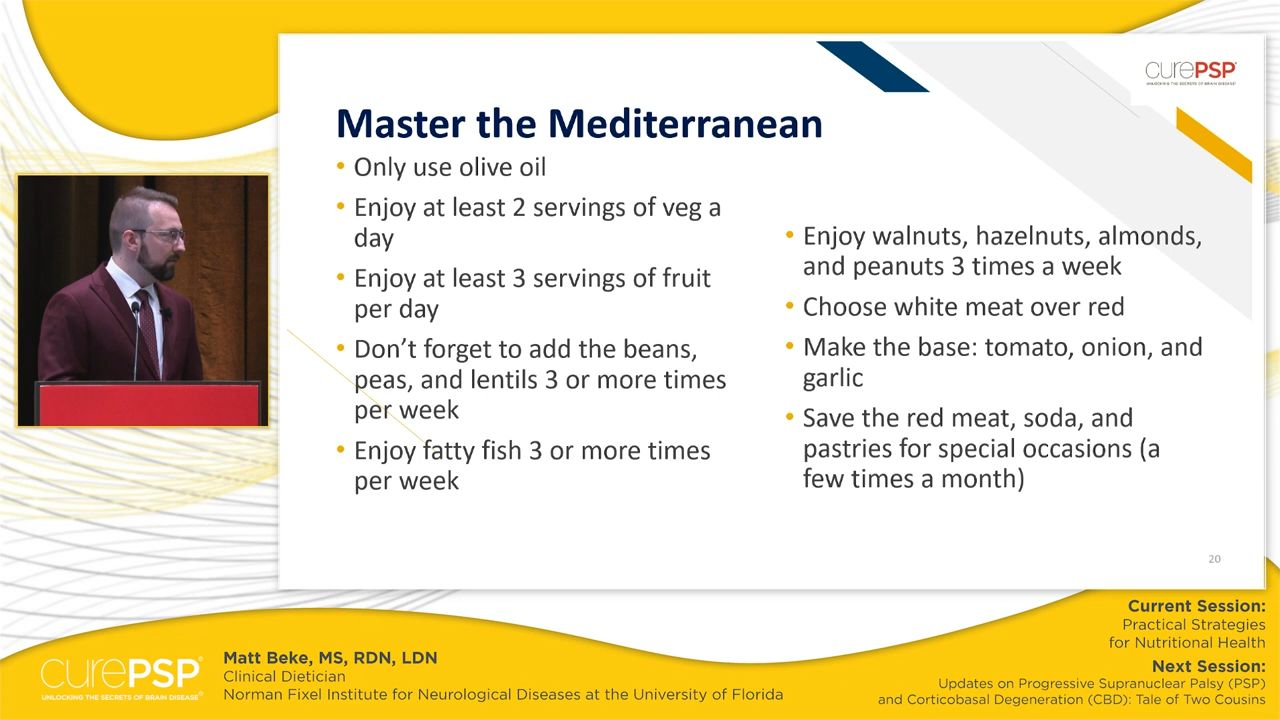 curePSP
UNLOCKING THE SECRETS OF BRAIN DISEASE
Master the Mediterranean
• Only use olive oil
• Enjoy at least 2 servings of veg a
day
• Enjoy at least 3 servings of fruit
per day
• Don’t forget to add the beans,
peas, and lentils 3 or more times
per week
• Enjoy fatty fish 3 or more times
per week
• Enjoy walnuts, hazelnuts, almonds,
and peanuts 3 times a week
• Choose white meat over red
• Make the base: tomato, onion, and
garlic
• Save the red meat, soda, and
pastries for special occasions (a
few times a month)
20
curePSP®
UNLOCKING THE SECRETS OF BRAIN DISEASE®
Matt Beke, MS, RDN, LDN
Clinical Dietician
Norman Fixel Institute for Neurological Diseases at the University of Florida
Current Session:
Practical Strategies
for Nutritional Health
Next Session:
Updates on Progressive Supranuclear Palsy (PSP)
and Corticobasal Degeneration (CBD): Tale of Two Cousins